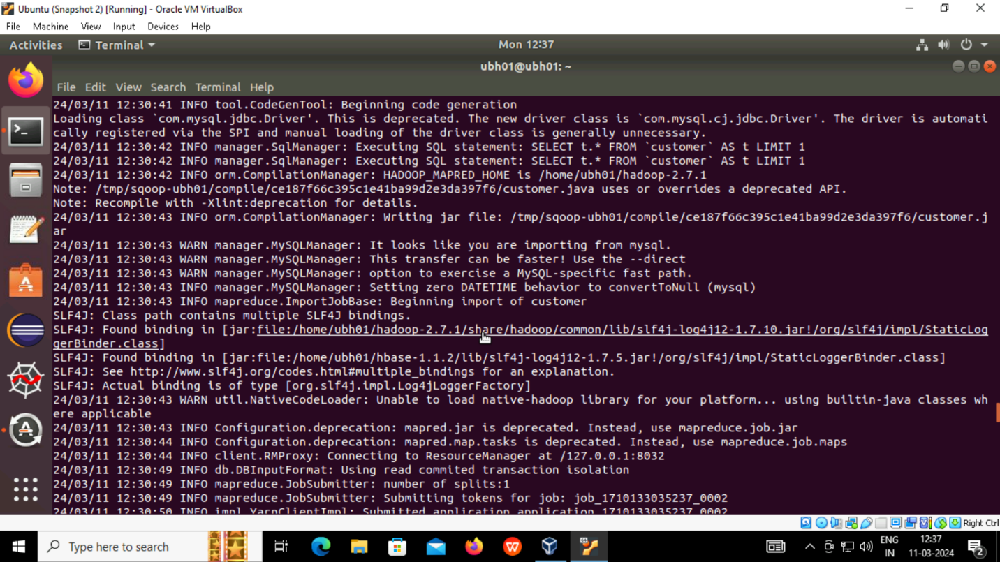 Ubuntu (Snapshot 2) [Running] - Oracle VM VirtualBox
File Machine View Input Devices Help
Activities Terminal Mon 12:37
ubh01@ubh01: ~
File Edit View Search Terminal Help
24/03/11 12:30:41 INFO tool.CodeGenTool: Beginning code generation
Loading class `com.mysql.jdbc.Driver'. This is deprecated. The new driver class is `com.mysql.cj.jdbc.Driver'. The driver is automati
cally registered via the SPI and manual loading of the driver class is generally unnecessary.
24/03/11 12:30:42 INFO manager.SqlManager: Executing SQL statement: SELECT t.* FROM `customer` AS t LIMIT 1
24/03/11 12:30:42 INFO manager.SqlManager: Executing SQL statement: SELECT t.* FROM `customer` AS t LIMIT 1
24/03/11 12:30:42 INFO orm.CompilationManager: HADOOP_MAPRED_HOME is /home/ubh01/hadoop-2.7.1
Note: /tmp/sqoop-ubh01/compile/ce187f66c395c1e41ba99d2e3da397f6/customer.java uses or overrides a deprecated API.
Note: Recompile with -Xlint:deprecation for details.
24/03/11 12:30:43 INFO orm.CompilationManager: Writing jar file: /tmp/sqoop-ubh01/compile/ce187f66c395c1e41ba99d2e3da397f6/customer.j
ar
24/03/11 12:30:43 WARN manager.MySQLManager: It looks like you are importing from mysql.
24/03/11 12:30:43 WARN manager.MySQLManager: This transfer can be faster! Use the --direct
24/03/11 12:30:43 WARN manager.MySQLManager: option to exercise a MySQL-specific fast path.
24/03/11 12:30:43 INFO manager.MySQLManager: Setting zero DATETIME behavior to convertToNull (mysql)
24/03/11 12:30:43 INFO mapreduce.ImportJobBase: Beginning import of customer
SLF4J: Class path contains multiple SLF4J bindings.
SLF4J: Found binding in [jar:file:/home/ubh01/hadoop-2.7.1/share/hadoop/common/lib/slf4j-log4j12-1.7.10.jar!/org/slf4j/impl/StaticLog
gerBinder.class]
SLF4J: Found binding in [jar:file:/home/ubh01/hbase-1.1.2/lib/slf4j-log4j12-1.7.5.jar!/org/slf4j/impl/StaticLoggerBinder.class]
SLF4J: See http://www.slf4j.org/codes.html#multiple_bindings for an explanation.
SLF4J: Actual binding is of type [org.slf4j.impl.Log4jLoggerFactory]
24/03/11 12:30:43 WARN util.NativeCodeLoader: Unable to load native-hadoop library for your platform... using builtin-java classes wh
ere applicable
24/03/11 12:30:43 INFO Configuration.deprecation: mapred.jar is deprecated. Instead, use mapreduce.job.jar
24/03/11 12:30:44 INFO Configuration.deprecation: mapred.map.tasks is deprecated. Instead, use mapreduce.job.maps
24/03/11 12:30:44 INFO client.RMProxy: Connecting to ResourceManager at /127.0.0.1:8032
24/03/11 12:30:49 INFO db.DBInputFormat: Using read commited transaction isolation
24/03/11 12:30:49 INFO mapreduce.JobSubmitter: number of splits:1
24/03/11 12:30:49 INFO mapreduce.JobSubmitter: Submitting tokens for job: job_1710133035237_0002
24/03/11 12:30:50 INFO impl.YarnClientImpl: Submitted application application_1710133035237_0002
Right Ctrl
Type here to search
ENG
IN
12:37
11-03-2024
2